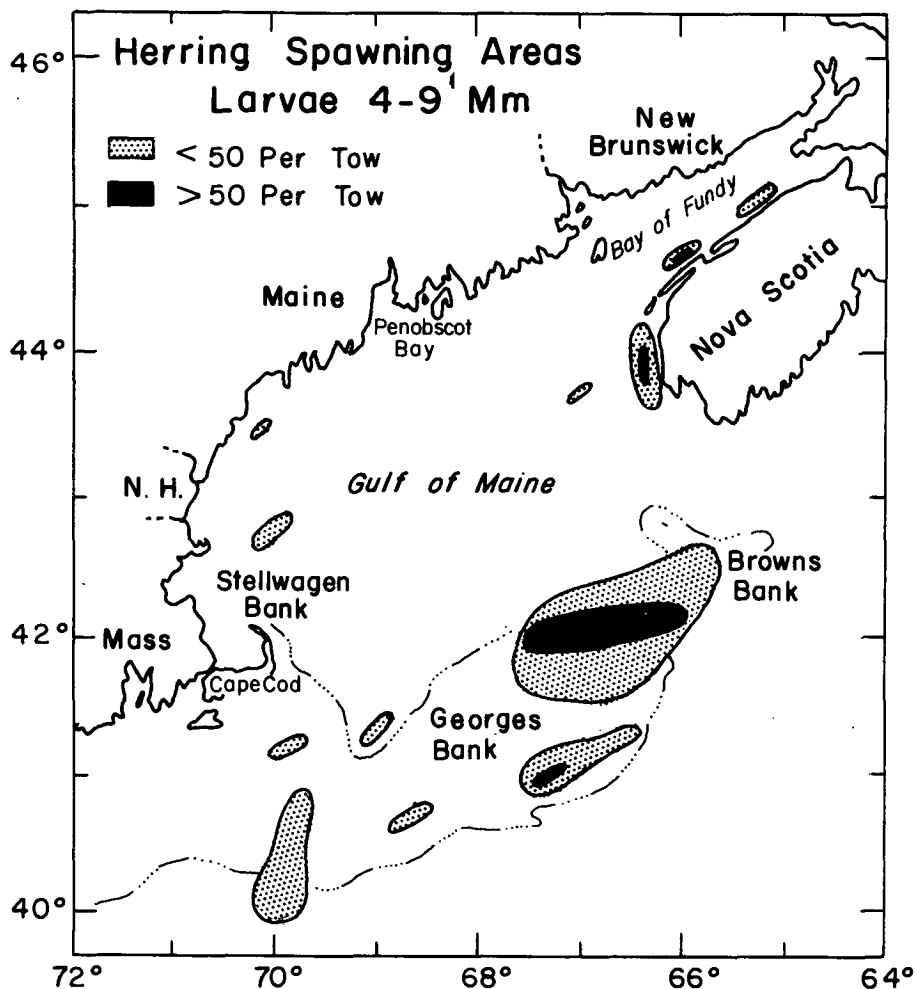 Herring Spawning Areas
Larvae 4-9 Mm
< 50 Per Tow
> 50 Per Tow
New
Brunswick
Bay of Fundy
Nova Scotia
Maine
Penobscot
Bay
N. H.
Gulf of Maine
Stellwagen
Bank
Browns
Bank
Mass
Cape Cod
Georges
Bank
46°
44°
42°
40°
72°
70°
68°
66°
64°